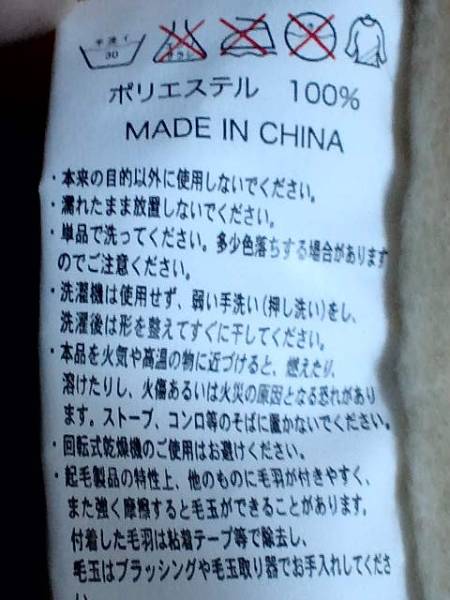 手洗イ
30
ポリエステル 100%
MADE IN CHINA
・本来の目的以外に使用しないでください。
・濡れたまま放置しないでください。
・単品で洗ってください。多少色落ちする場合があります
のでご注意ください。
・洗濯機は使用せず、弱い手洗い(押し洗い)をし、
洗濯後は形を整えてすぐに干してください。
・本品を火気や高温の物に近づけると、燃えたり、
溶けたりし、火傷あるいは火災の原因となる恐れがあり
ます。ストーブ、コンロ等のそばに置かないでください。
・回転式乾燥機のご使用はお避けください。
・起毛製品の特性上、他のものに毛羽が付きやすく、
また強く摩擦すると毛玉ができることがあります。
付着した毛羽は粘着テープ等で除去し、
毛玉はブラッシングや毛玉取り器でお手入れしてくださ